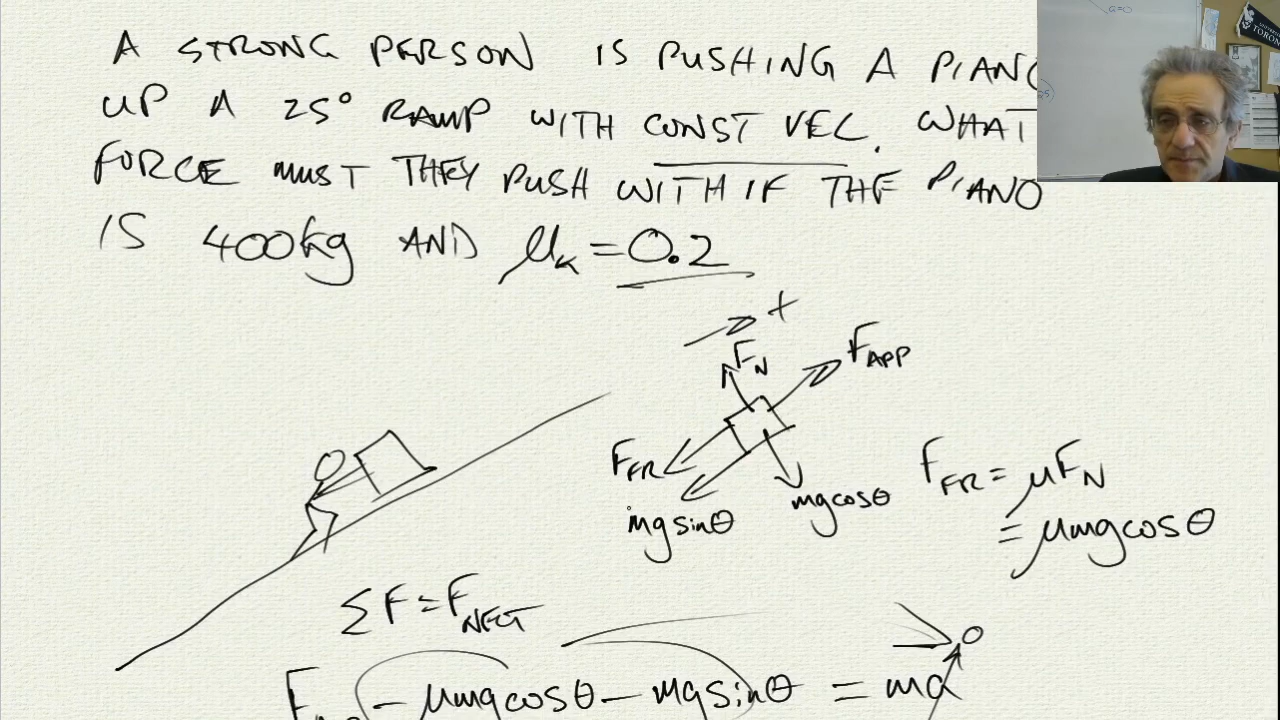 A STRONG PERSON IS PUSHING A PIANO
UP A 25° RAMP WITH CONST VEL. WHAT
FORCE MUST THEY PUSH WITH IF THE PIANO
IS 400kg AND μk = 0.2
+
FN
FAPP
FFR
mg sinθ
mg cosθ
FFR = μFN
= μmg cosθ
ΣF = FNET
- μmg cosθ - mg sinθ = ma
0
a=0
TORO